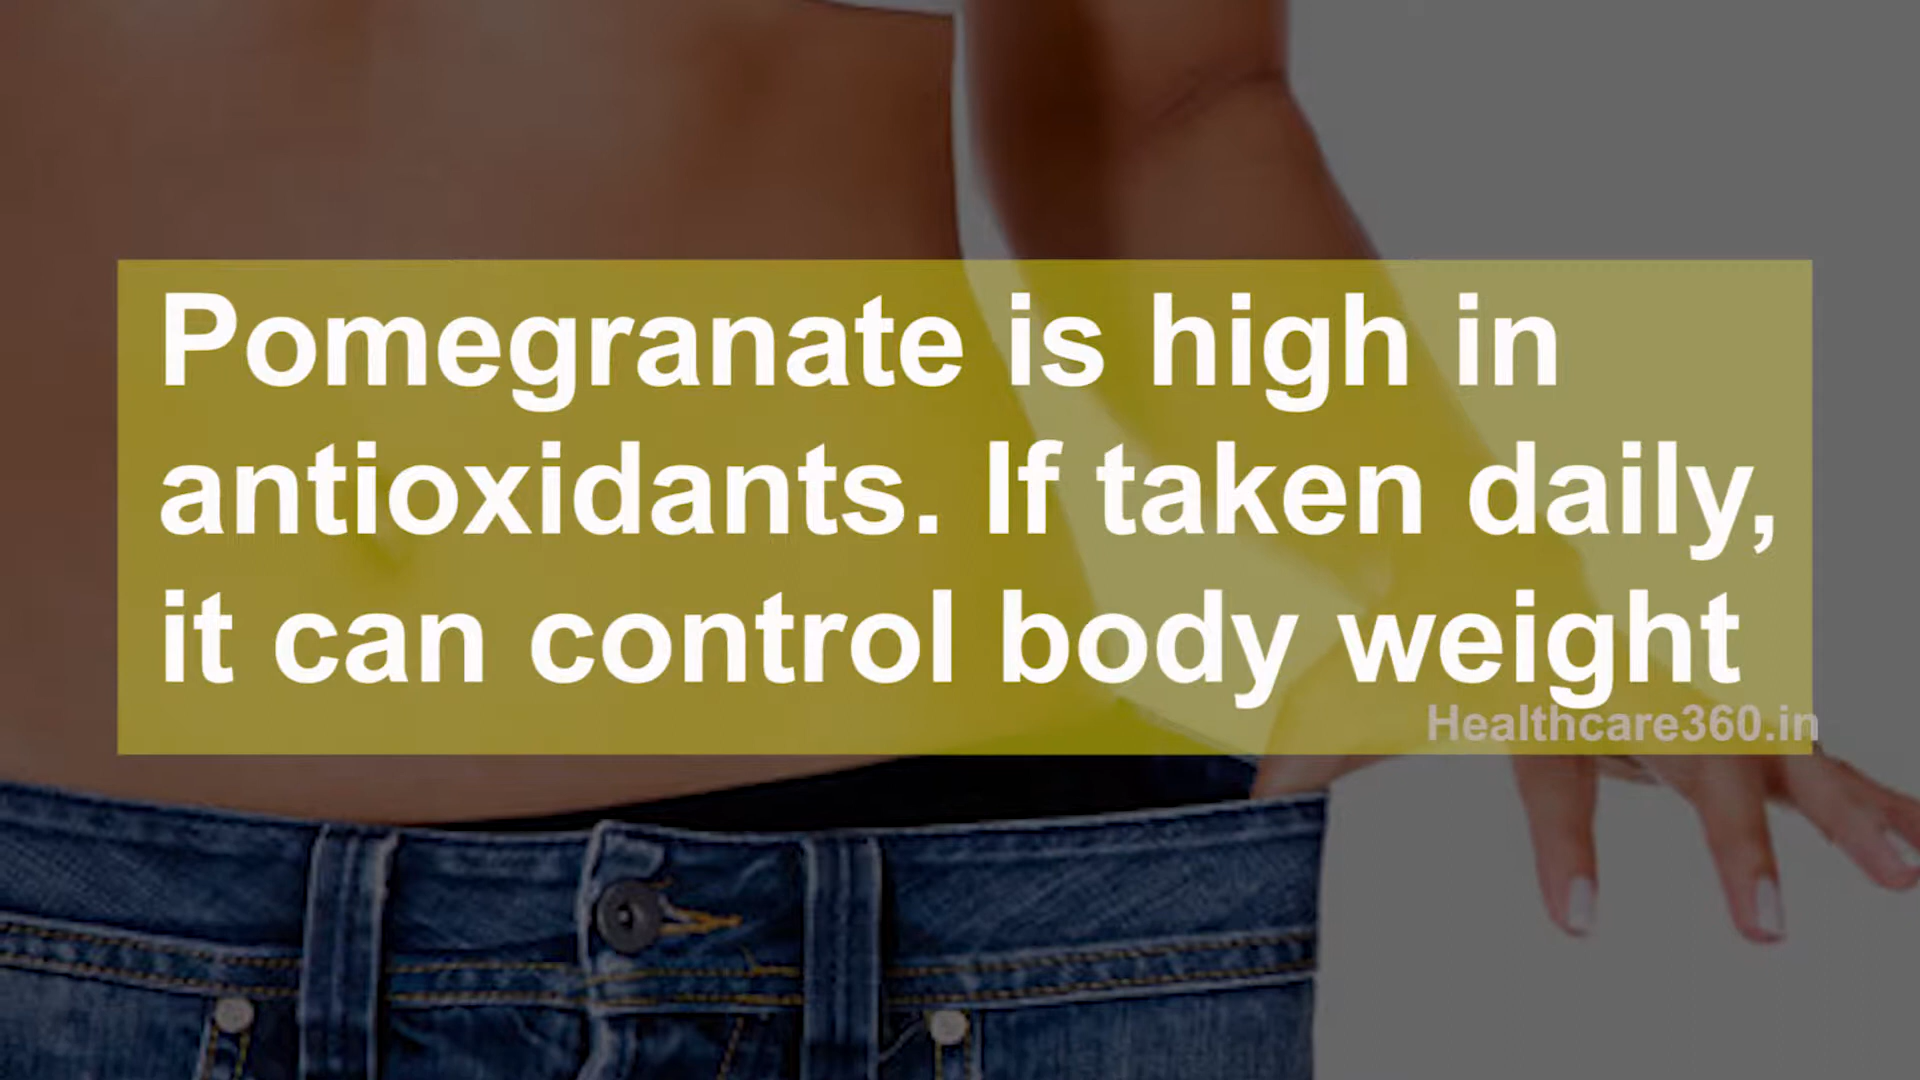 Pomegranate is high in
antioxidants. If taken daily,
it can control body weight
Healthcare360.in